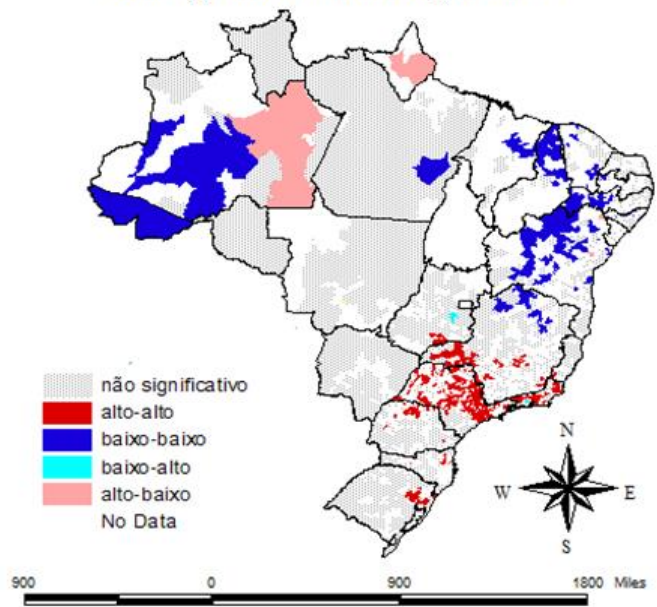 não significativo
alto-alto
baixo-baixo
baixo-alto
alto-baixo
No Data
N
W E
S
900 0 900 1800 Miles